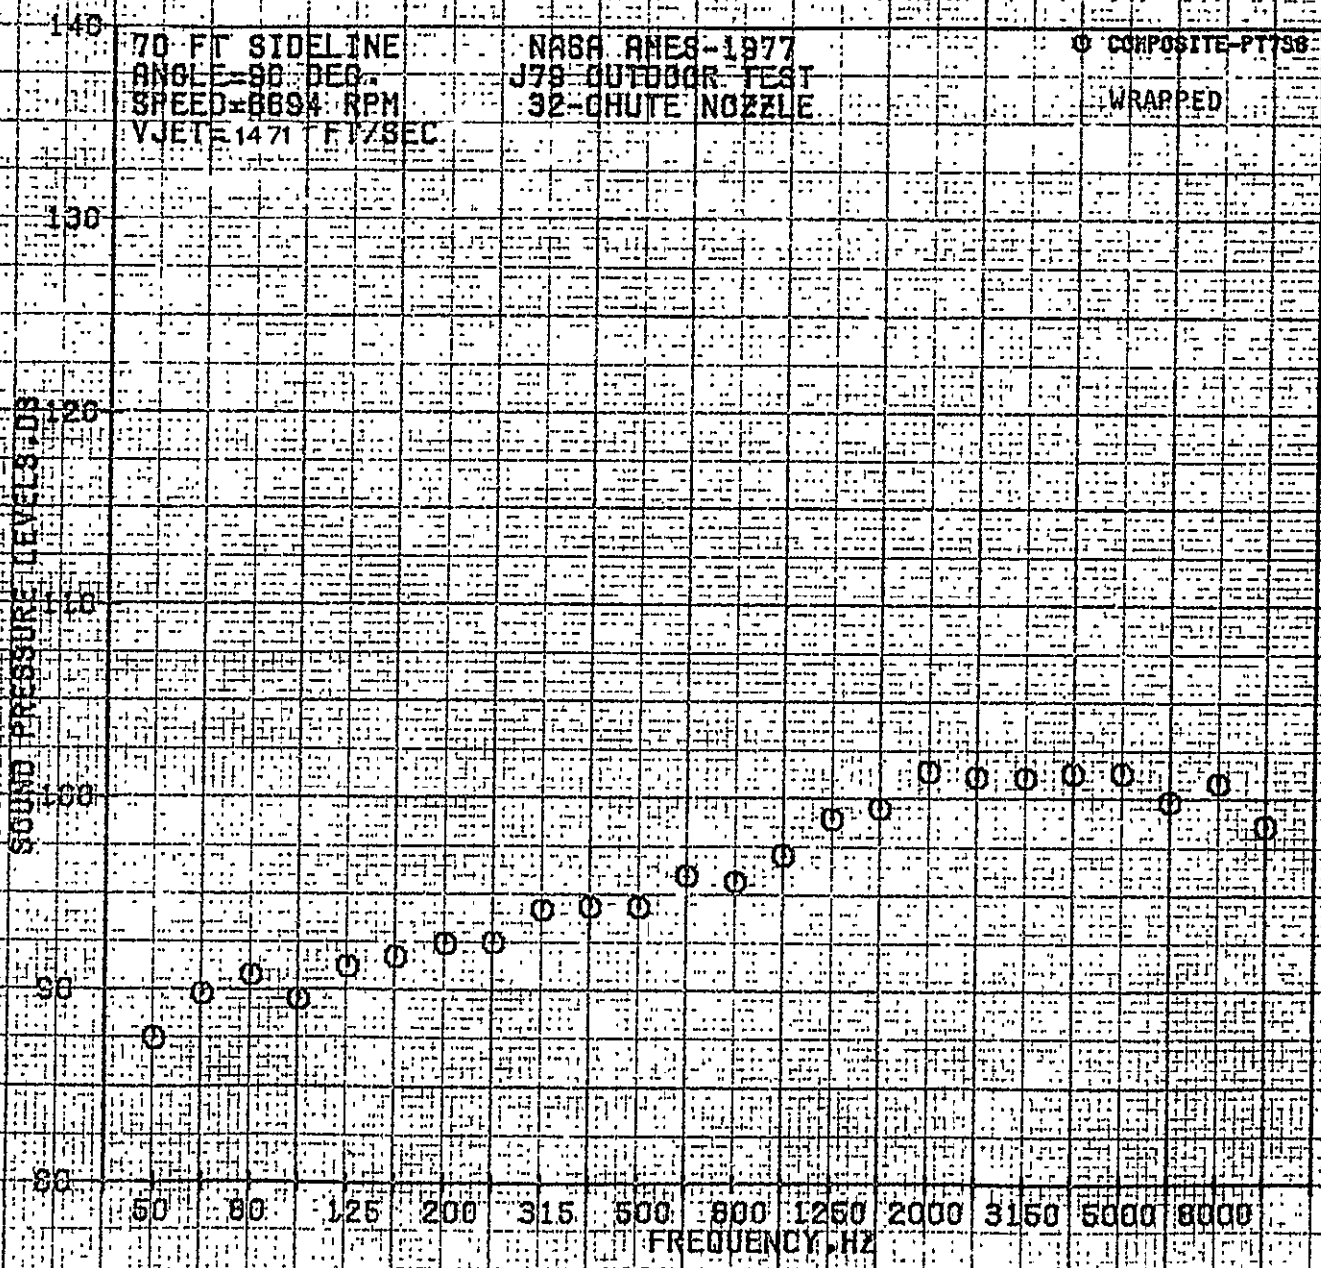 140
70 FT SIDELINE
ANGLE=90 DEG.
SPEED=6694 RPM
VJET=1471 FT/SEC
NASA AMES-1977
J79 OUTDOOR TEST
32-CHUTE NOZZLE
COMPOSITE-PT7SB
WRAPPED
130
120
110
100
90
80
SOUND PRESSURE LEVELS,DB
50 80 125 200 315 500 800 1250 2000 3150 5000 8000
FREQUENCY,HZ